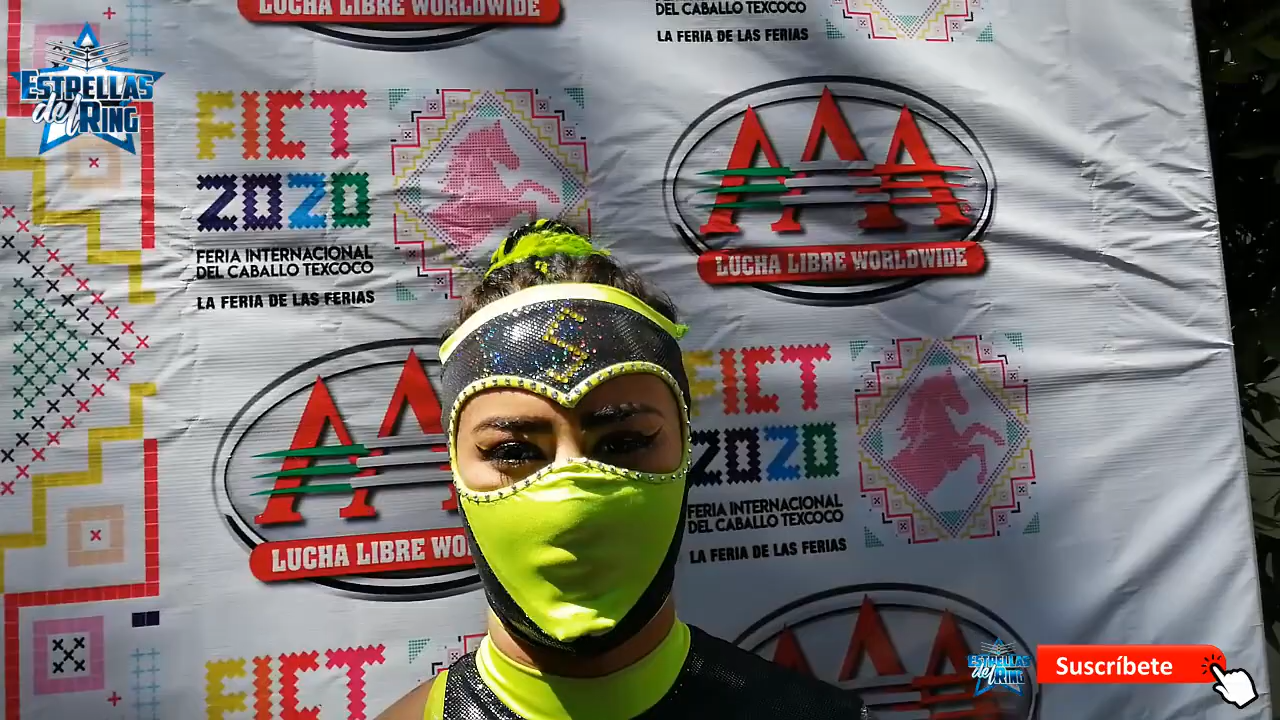 LUCHA LIBRE WORLDWIDE
DEL CABALLO TEXCOCO
LA FERIA DE LAS FERIAS
ESTRELLAS
del RING
FICT
2020
FERIA INTERNACIONAL
DEL CABALLO TEXCOCO
LA FERIA DE LAS FERIAS
AAA
LUCHA LIBRE WORLDWIDE
S
AA
LUCHA LIBRE WO
FICT
2020
FERIA INTERNACIONAL
DEL CABALLO TEXCOCO
LA FERIA DE LAS FERIAS
FICT
AAA
ESTRELLAS
del RING
Suscríbete